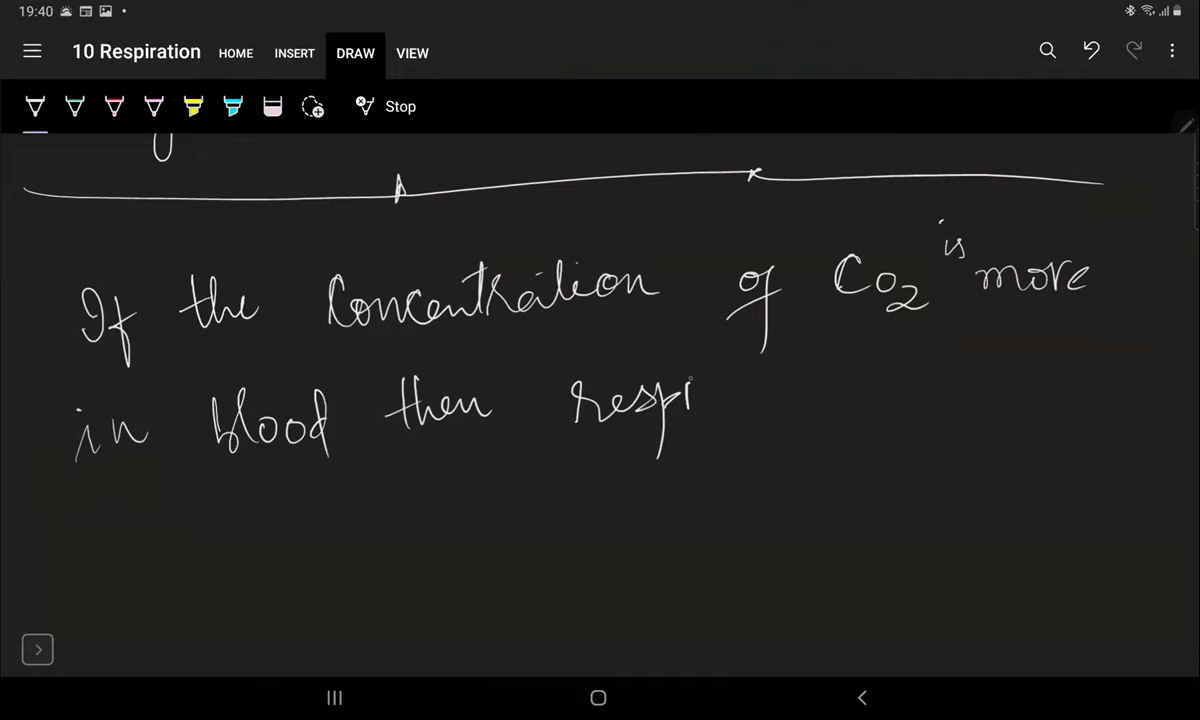 19:40
10 Respiration HOME INSERT DRAW VIEW
Stop
If the Concentration of CO2 is more
in blood then respi